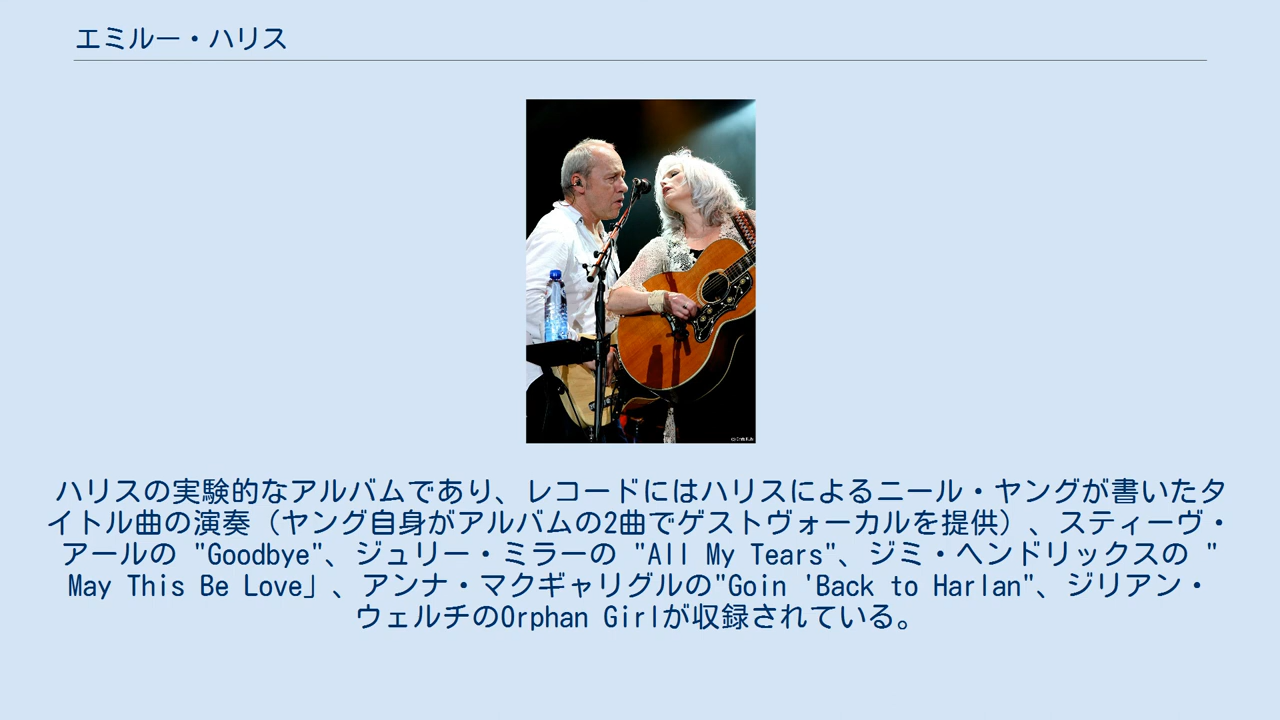 エミルー・ハリス
ハリスの実験的なアルバムであり、レコードにはハリスによるニール・ヤングが書いたタ
イトル曲の演奏（ヤング自身がアルバムの2曲でゲストヴォーカルを提供）、スティーヴ・
アールの "Goodbye"、ジュリー・ミラーの "All My Tears"、ジミ・ヘンドリックスの "
May This Be Love」、アンナ・マクギャリグルの"Goin 'Back to Harlan"、ジリアン・
ウェルチのOrphan Girlが収録されている。